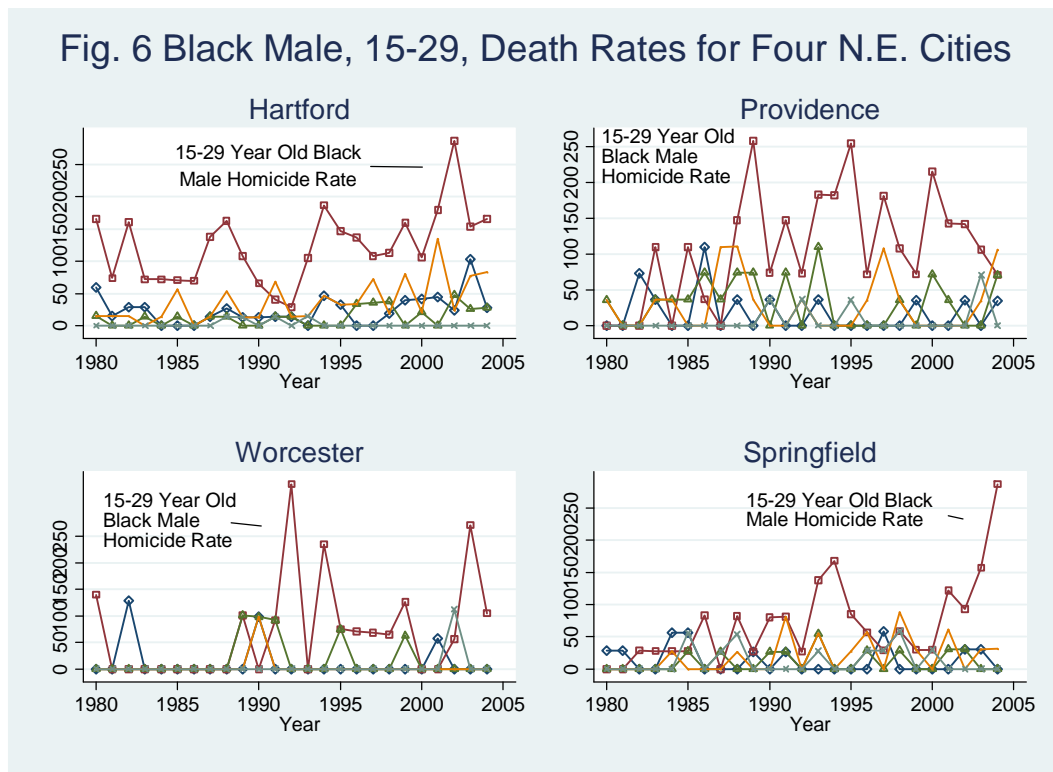 Fig. 6 Black Male, 15-29, Death Rates for Four N.E. Cities
Hartford
15-29 Year Old Black
Male Homicide Rate
0 50 100 150 200 250
1980 1985 1990 1995 2000 2005
Year
Providence
15-29 Year Old
Black Male
Homicide Rate
0 50 100 150 200 250
1980 1985 1990 1995 2000 2005
Year
Worcester
15-29 Year Old
Black Male
Homicide Rate
0 50 100 150 200 250
1980 1985 1990 1995 2000 2005
Year
Springfield
15-29 Year Old Black
Male Homicide Rate
0 50 100 150 200 250
1980 1985 1990 1995 2000 2005
Year